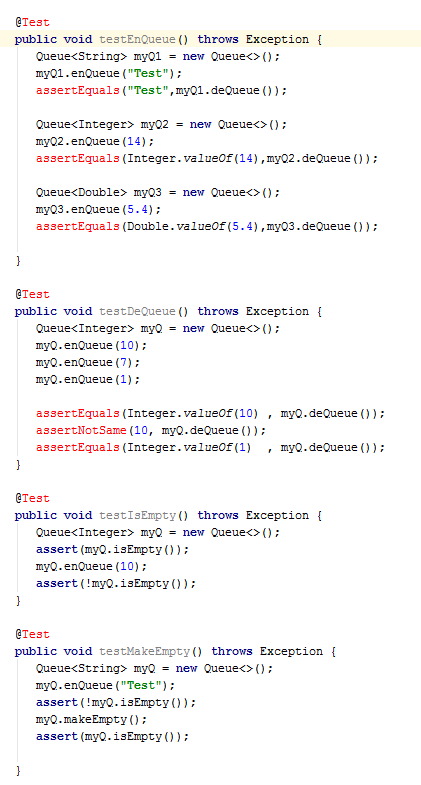 @Test
public void testEnQueue() throws Exception {
   Queue<String> myQ1 = new Queue<>();
   myQ1.enQueue("Test");
   assertEquals("Test",myQ1.deQueue());

   Queue<Integer> myQ2 = new Queue<>();
   myQ2.enQueue(14);
   assertEquals(Integer.valueOf(14),myQ2.deQueue());

   Queue<Double> myQ3 = new Queue<>();
   myQ3.enQueue(5.4);
   assertEquals(Double.valueOf(5.4),myQ3.deQueue());

}

@Test
public void testDeQueue() throws Exception {
   Queue<Integer> myQ = new Queue<>();
   myQ.enQueue(10);
   myQ.enQueue(7);
   myQ.enQueue(1);

   assertEquals(Integer.valueOf(10) , myQ.deQueue());
   assertNotSame(10, myQ.deQueue());
   assertEquals(Integer.valueOf(1)  , myQ.deQueue());
}

@Test
public void testIsEmpty() throws Exception {
   Queue<Integer> myQ = new Queue<>();
   assert(myQ.isEmpty());
   myQ.enQueue(10);
   assert(!myQ.isEmpty());
}

@Test
public void testMakeEmpty() throws Exception {
   Queue<String> myQ = new Queue<>();
   myQ.enQueue("Test");
   assert(!myQ.isEmpty());
   myQ.makeEmpty();
   assert(myQ.isEmpty());

}